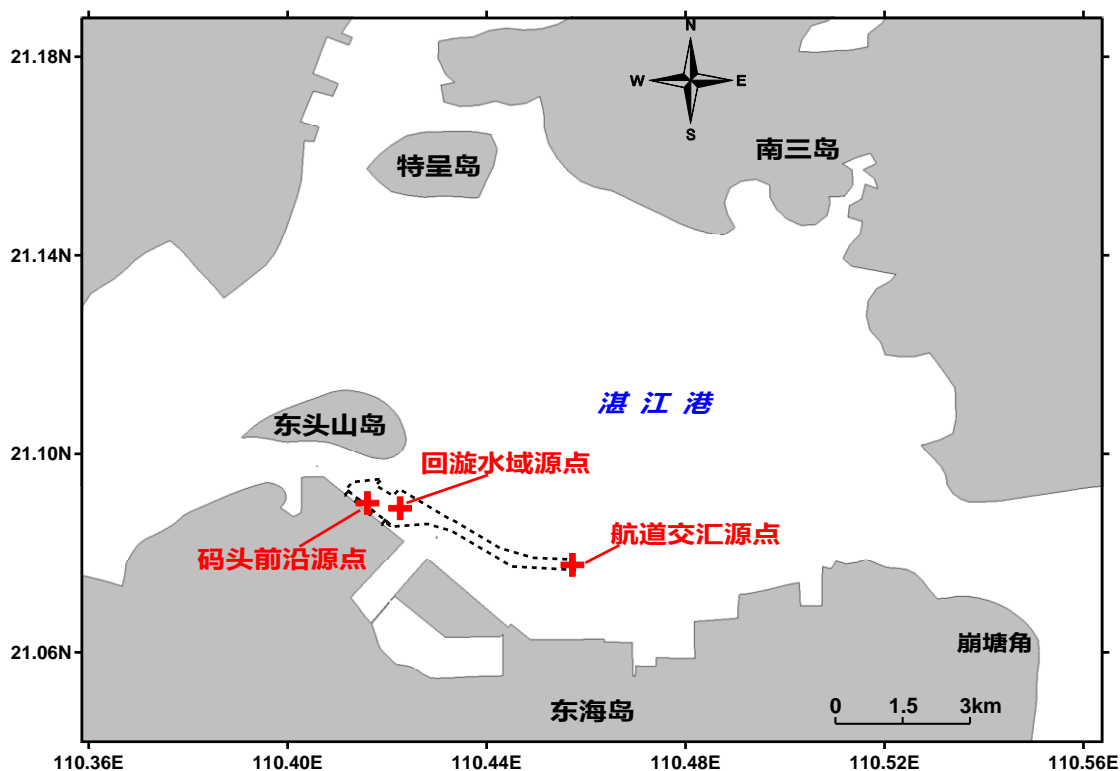 N
21.18N
W
E
S
南三岛
特呈岛
21.14N
湛江港
东头山岛
21.10N
回漩水域源点
航道交汇源点
码头前沿源点
崩塘角
21.06N
0 1.5 3km
东海岛
110.36E 110.40E 110.44E 110.48E 110.52E 110.56E